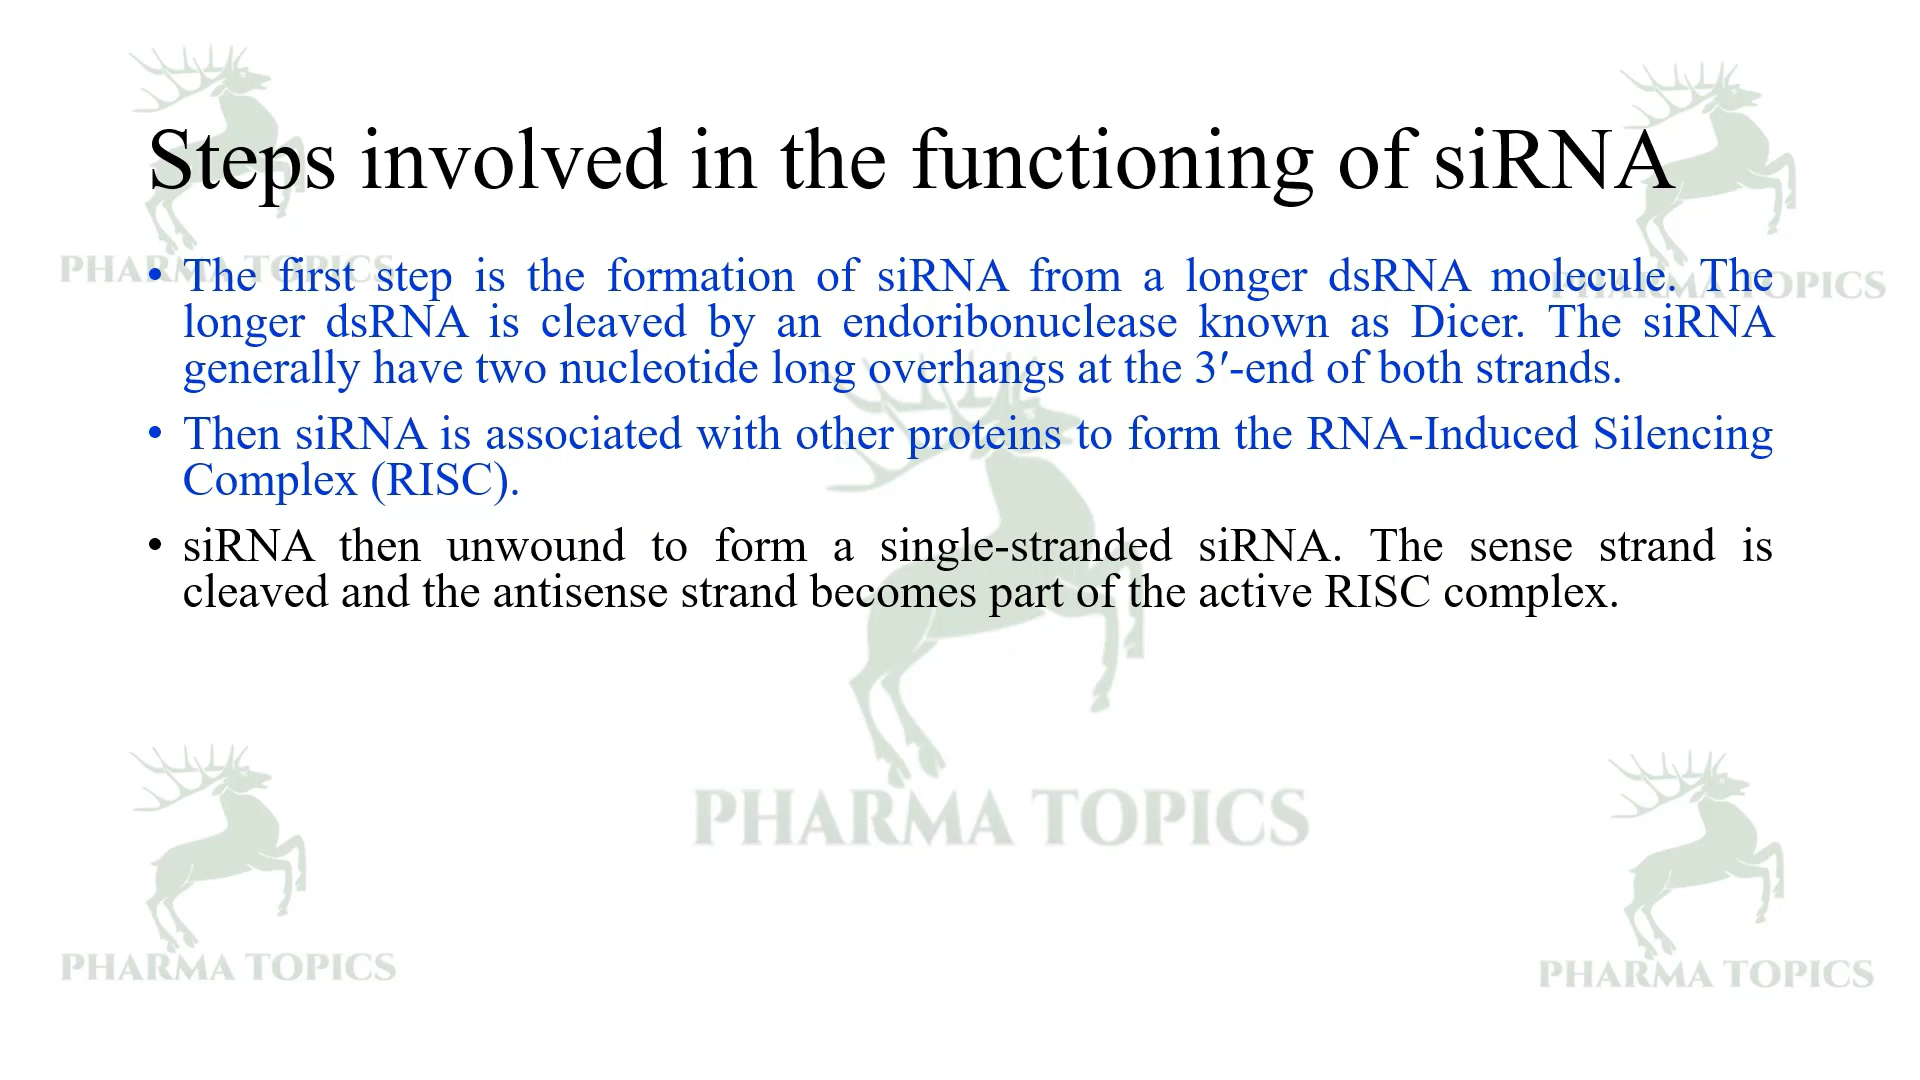 Steps involved in the functioning of siRNA
• The first step is the formation of siRNA from a longer dsRNA molecule. The
longer dsRNA is cleaved by an endoribonuclease known as Dicer. The siRNA
generally have two nucleotide long overhangs at the 3′-end of both strands.
• Then siRNA is associated with other proteins to form the RNA-Induced Silencing
Complex (RISC).
• siRNA then unwound to form a single-stranded siRNA. The sense strand is
cleaved and the antisense strand becomes part of the active RISC complex.
PHARMA TOPICS
PHARMA TOPICS
PHARMA TOPICS
PHARMA TOPICS
PHARMA TOPICS